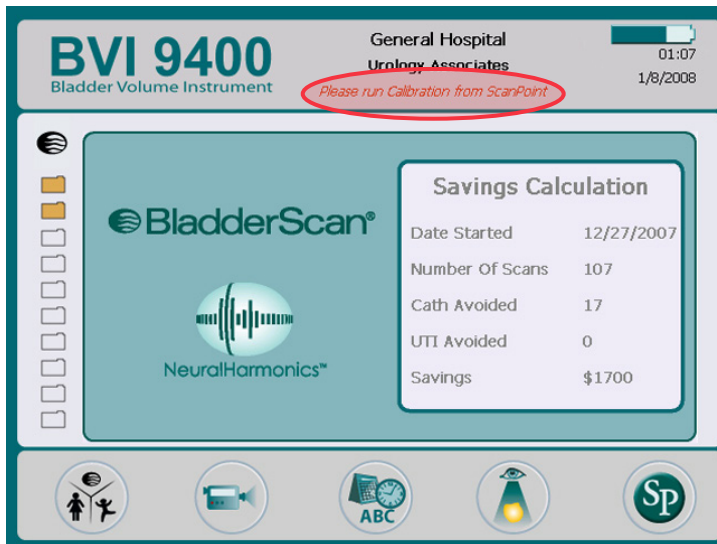 BVI 9400
Bladder Volume Instrument
General Hospital
Urology Associates
Please run Calibration from ScanPoint
01:07
1/8/2008
BladderScan®
NeuralHarmonics™
Savings Calculation
Date Started 12/27/2007
Number Of Scans 107
Cath Avoided 17
UTI Avoided 0
Savings $1700
ABC
SP